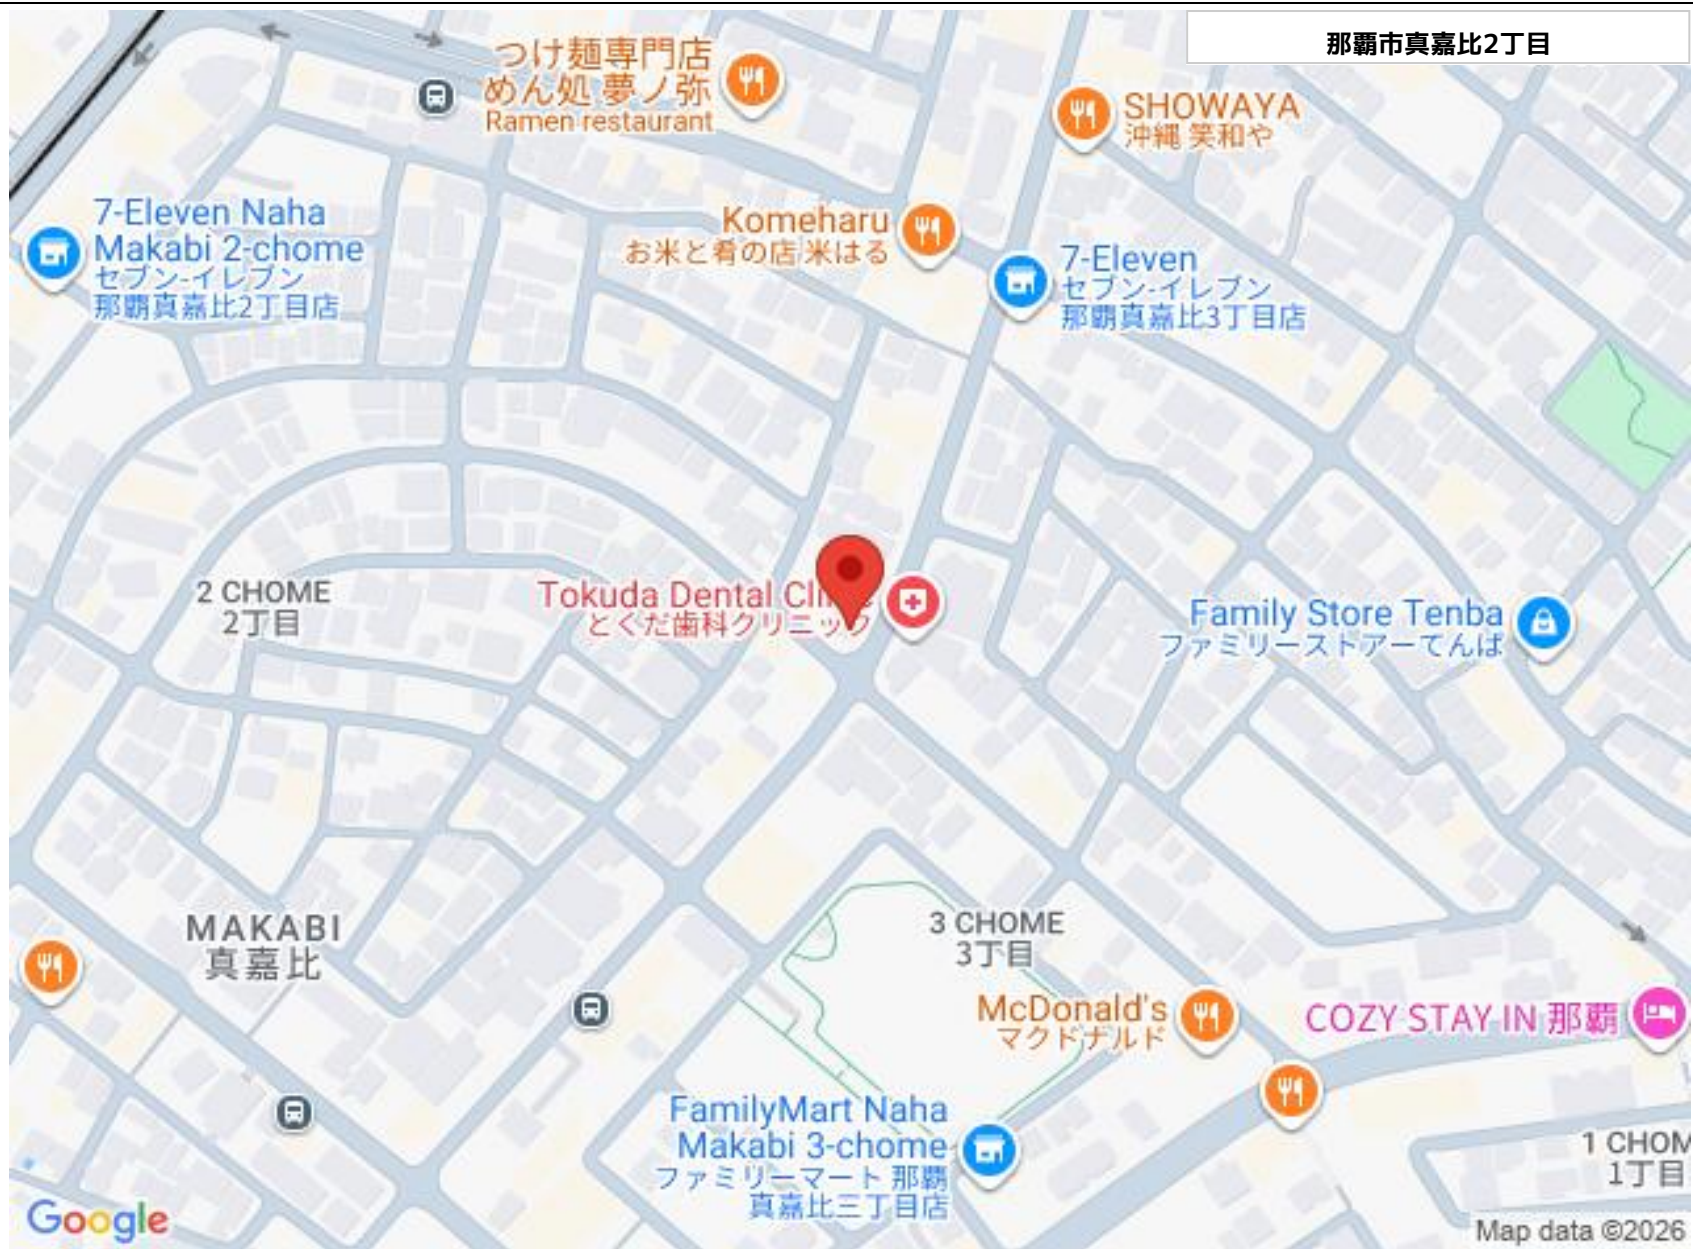 那覇市真嘉比2丁目
つけ麺専門店
めん処 夢ノ弥
Ramen restaurant
SHOWAYA
沖縄 笑和や
7-Eleven Naha
Makabi 2-chome
セブン-イレブン
那覇真嘉比2丁目店
Komeharu
お米と肴の店 米はる
7-Eleven
セブン-イレブン
那覇真嘉比3丁目店
2 CHOME
2丁目
Tokuda Dental Cli
とくだ歯科クリニック
Family Store Tenba
ファミリーストアーてんば
MAKABI
真嘉比
3 CHOME
3丁目
McDonald's
マクドナルド
COZY STAY IN 那覇
FamilyMart Naha
Makabi 3-chome
ファミリーマート 那覇
真嘉比三丁目店
1 CHOM
1丁目
Google
Map data ©2026